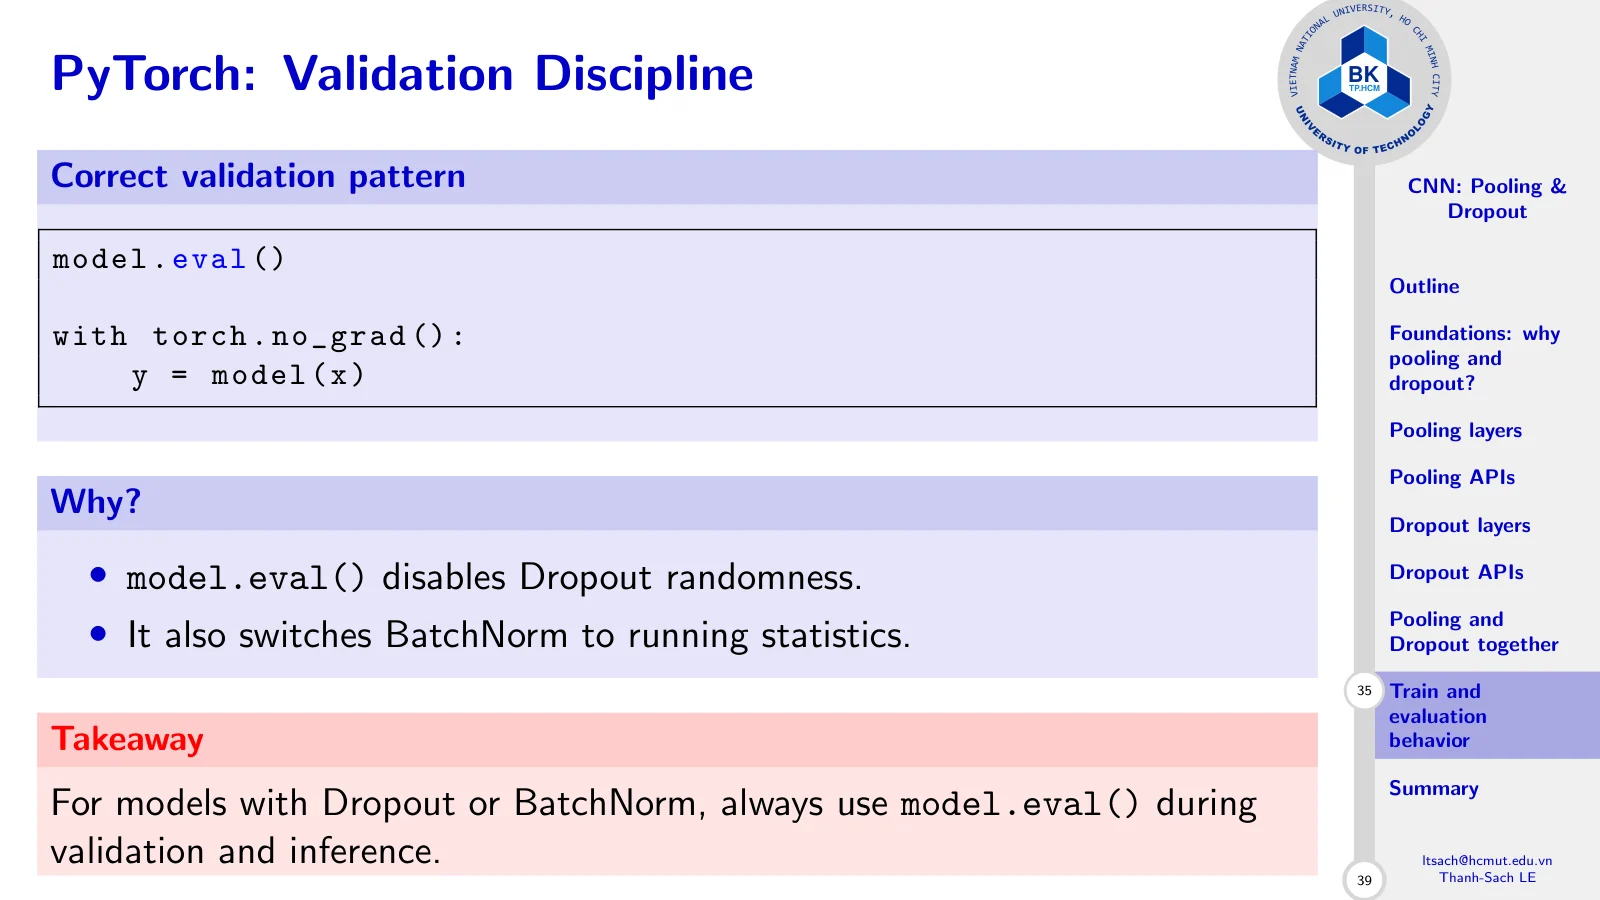 PyTorch: Validation Discipline
Correct validation pattern
model.eval()
with torch.no_grad():
    y = model(x)
Why?
• model.eval() disables Dropout randomness.
• It also switches BatchNorm to running statistics.
Takeaway
For models with Dropout or BatchNorm, always use model.eval() during
validation and inference.
VIETNAM NATIONAL UNIVERSITY, HO CHI MINH CITY
BK
TP.HCM
UNIVERSITY OF TECHNOLOGY
CNN: Pooling &
Dropout
Outline
Foundations: why
pooling and
dropout?
Pooling layers
Pooling APIs
Dropout layers
Dropout APIs
Pooling and
Dropout together
35
Train and
evaluation
behavior
Summary
ltsach@hcmut.edu.vn
Thanh-Sach LE
39